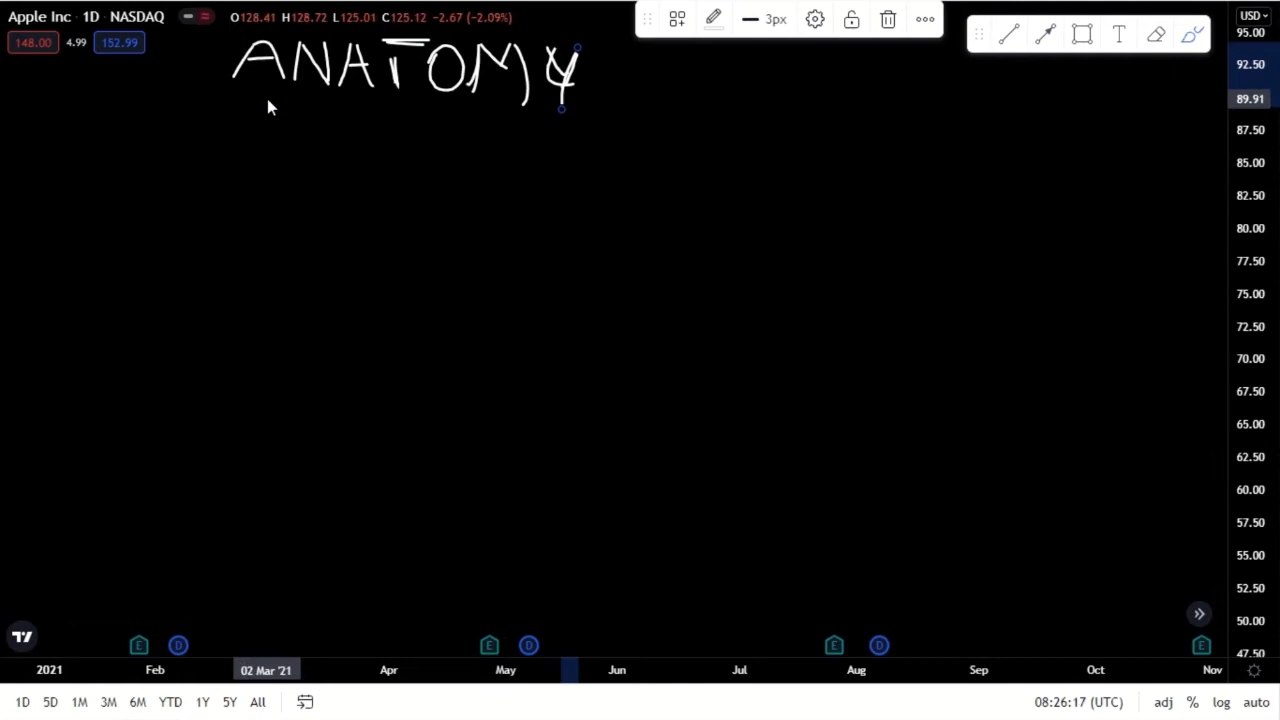 Apple Inc · 1D · NASDAQ O128.41 H128.72 L125.01 C125.12 −2.67 (−2.09%)
148.00 4.99 152.99
3px
T
USD
ANATOMY
95.00
92.50
89.91
87.50
85.00
82.50
80.00
77.50
75.00
72.50
70.00
67.50
65.00
62.50
60.00
57.50
55.00
52.50
50.00
47.50
E D E D E D E
2021 Feb 02 Mar '21 Apr May Jun Jul Aug Sep Oct Nov
1D 5D 1M 3M 6M YTD 1Y 5Y All 08:26:17 (UTC) adj % log auto